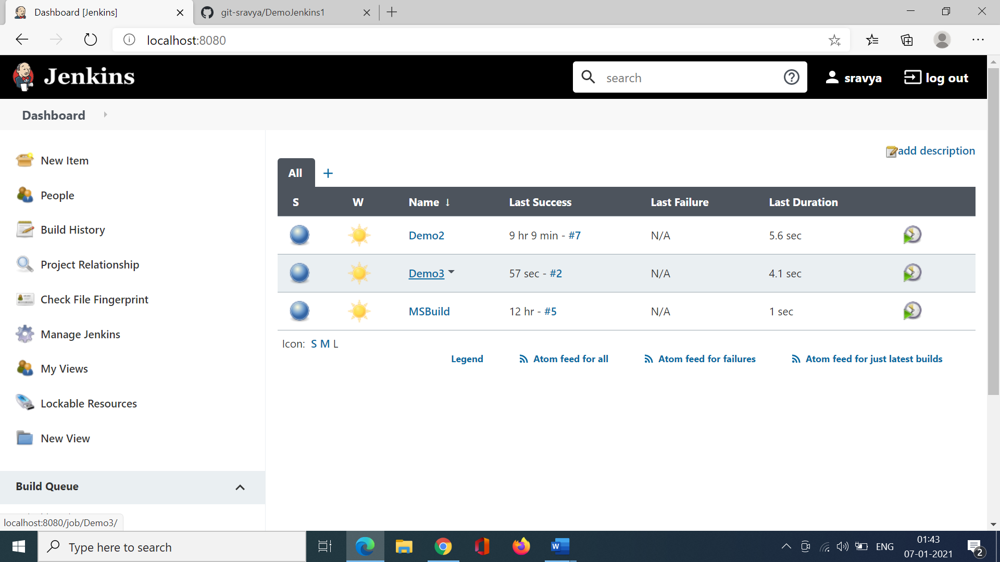 Dashboard [Jenkins]
git-sravya/DemoJenkins1
localhost:8080
Jenkins
search
sravya
log out
Dashboard
New Item
People
Build History
Project Relationship
Check File Fingerprint
Manage Jenkins
My Views
Lockable Resources
New View
Build Queue
add description
All +
S W Name ↓ Last Success Last Failure Last Duration
Demo2 9 hr 9 min - #7 N/A 5.6 sec
Demo3 57 sec - #2 N/A 4.1 sec
MSBuild 12 hr - #5 N/A 1 sec
Icon: S M L
Legend Atom feed for all Atom feed for failures Atom feed for just latest builds
localhost:8080/job/Demo3/
Type here to search
W
ENG
01:43
07-01-2021
2